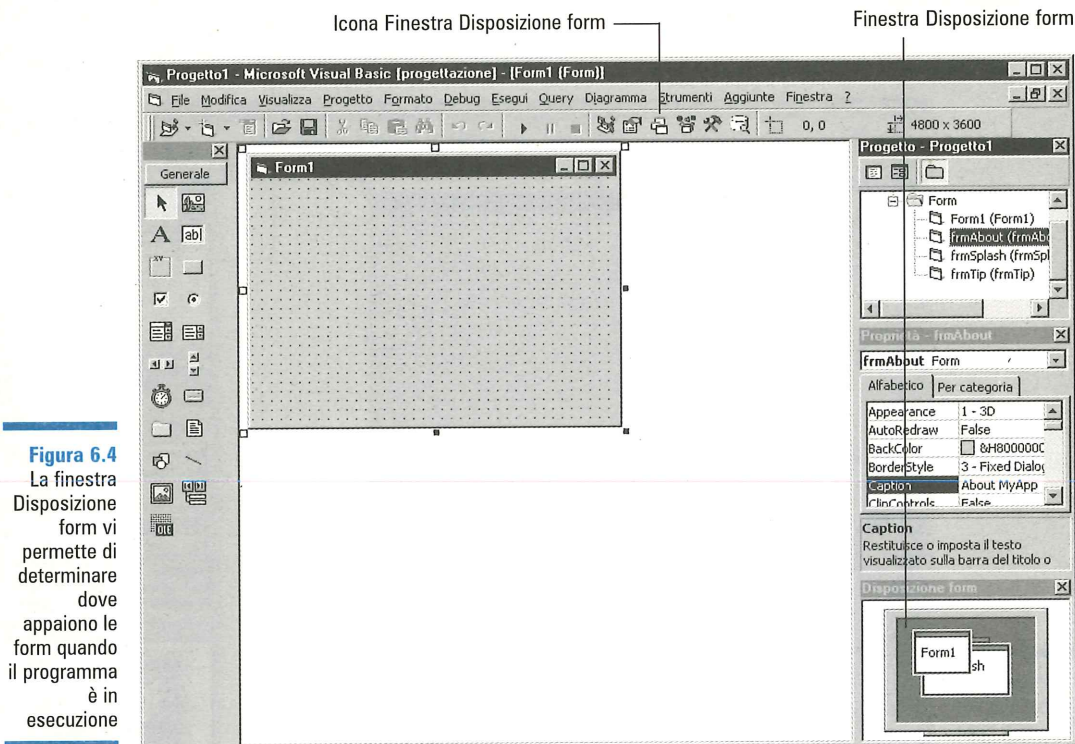 Icona Finestra Disposizione form
Finestra Disposizione form
Progetto1 - Microsoft Visual Basic [progettazione] - [Form1 (Form)]
File Modifica Visualizza Progetto Formato Debug Esegui Query Diagramma Strumenti Aggiunte Finestra ?
0, 0
4800 x 3600
Generale
Form1
Progetto - Progetto1
Form
Form1 (Form1)
frmAbout (frmAbo
frmSplash (frmSpl
frmTip (frmTip)
Proprietà - frmAbout
frmAbout Form
Alfabetico Per categoria
Appearance 1 - 3D
AutoRedraw False
BackColor &H8000000
BorderStyle 3 - Fixed Dialog
Caption About MyApp
ClipControls False
Caption
Restituisce o imposta il testo
visualizzato sulla barra del titolo o
Disposizione form
Form1
sh
Figura 6.4
La finestra
Disposizione
form vi
permette di
determinare
dove
appaiono le
form quando
il programma
è in
esecuzione